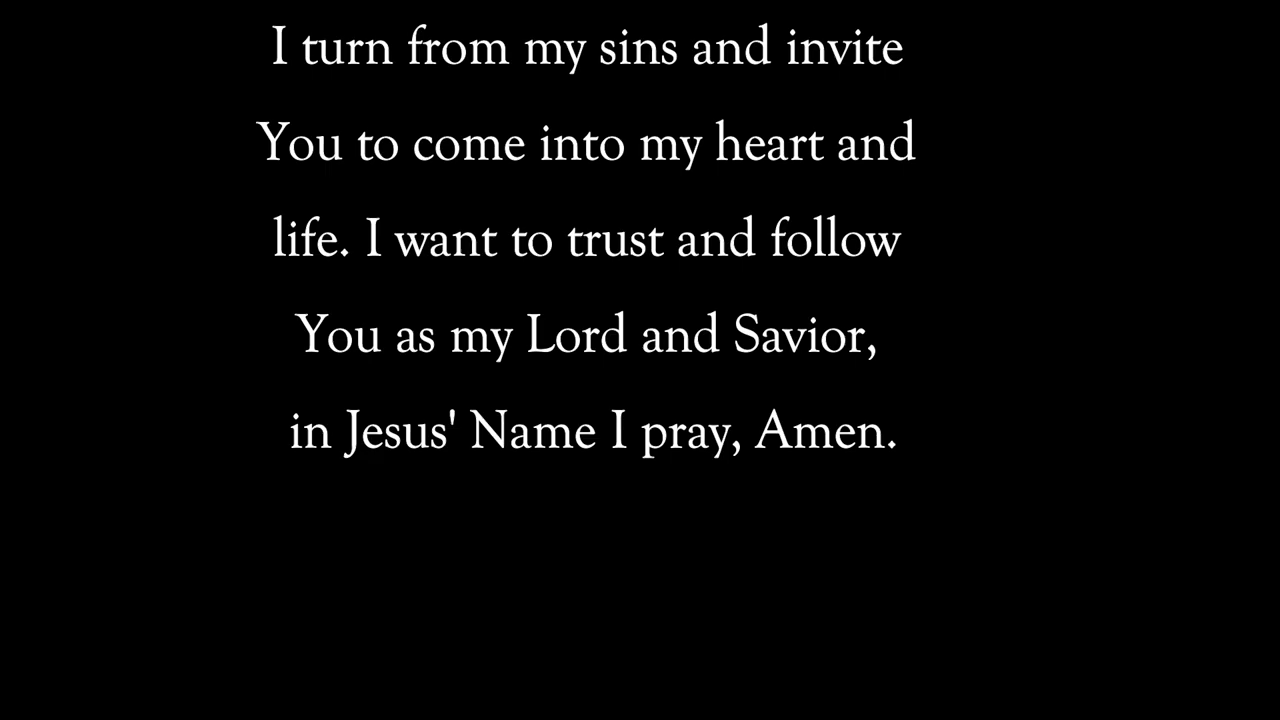 I turn from my sins and invite
You to come into my heart and
life. I want to trust and follow
You as my Lord and Savior,
in Jesus' Name I pray, Amen.